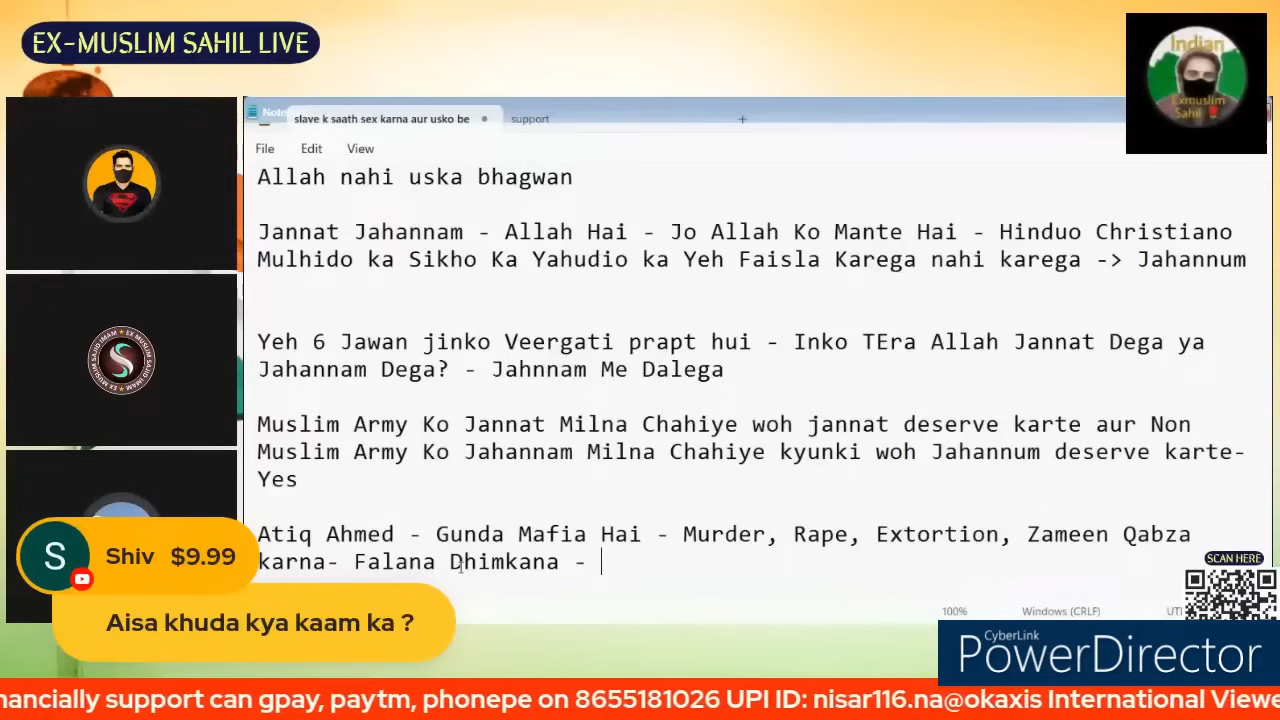 EX-MUSLIM SAHIL LIVE
Indian
Exmuslim
Sahil
slave k saath sex karna aur usko be
support
File Edit View
Allah nahi uska bhagwan
Jannat Jahannam - Allah Hai - Jo Allah Ko Mante Hai - Hinduo Christiano
Mulhido ka Sikho Ka Yahudio ka Yeh Faisla Karega nahi karega -> Jahannum
Yeh 6 Jawan jinko Veergati prapt hui - Inko TEra Allah Jannat Dega ya
Jahannam Dega? - Jahnnam Me Dalega
Muslim Army Ko Jannat Milna Chahiye woh jannat deserve karte aur Non
Muslim Army Ko Jahannam Milna Chahiye kyunki woh Jahannum deserve karte-
Yes
Atiq Ahmed - Gunda Mafia Hai - Murder, Rape, Extortion, Zameen Qabza
karna- Falana Dhimkana -
EX MUSLIM SAJID IMAM
S
Shiv $9.99
Aisa khuda kya kaam ka ?
100% Windows (CRLF)
SCAN HERE
CyberLink
PowerDirector
financially support can gpay, paytm, phonepe on 8655181026 UPI ID: nisar116.na@okaxis International